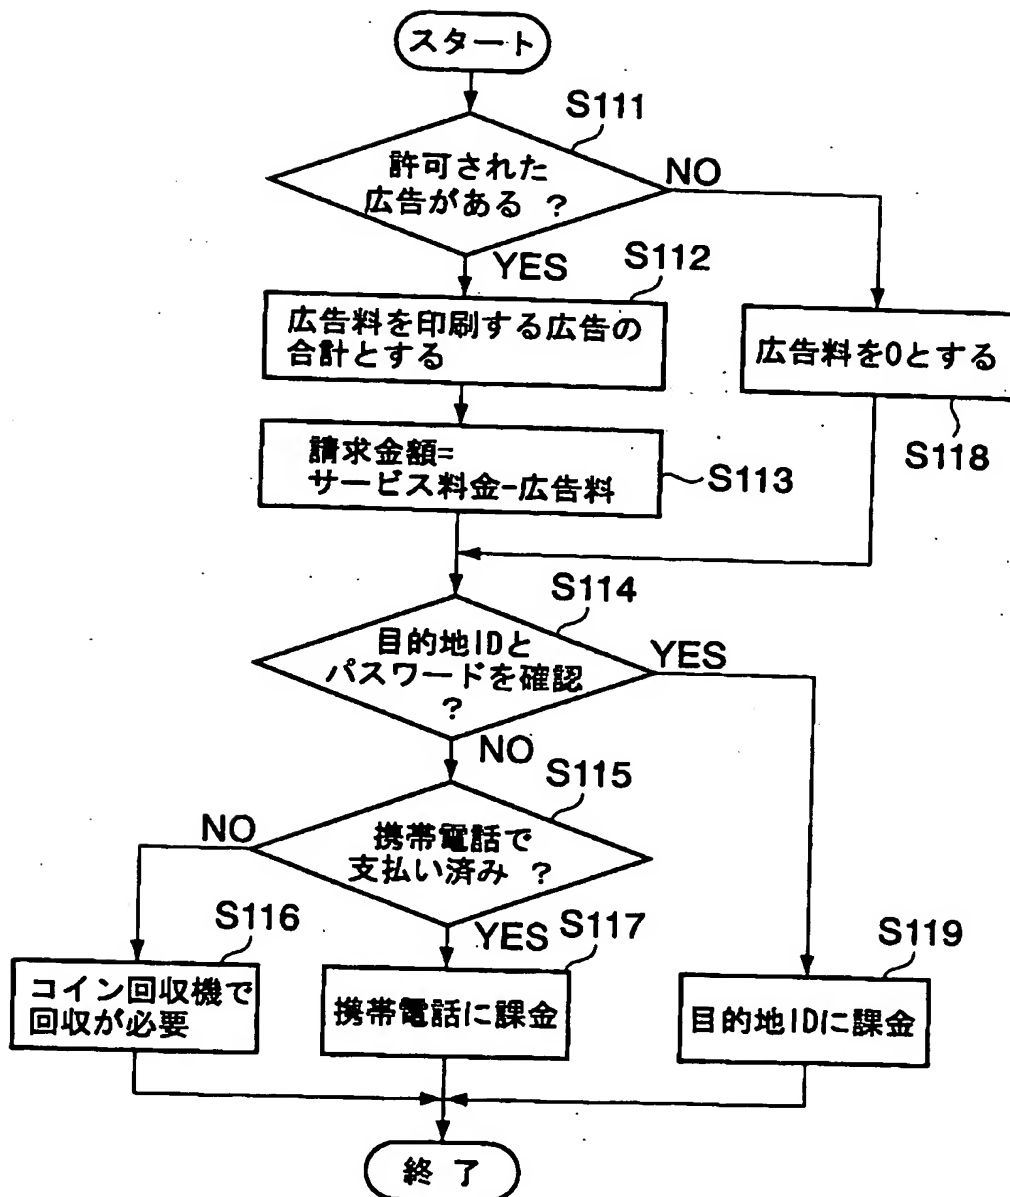 スタート
S111
許可された
広告がある ?
NO
YES
S112
広告料を印刷する広告の
合計とする
広告料を0とする
S118
請求金額=
サービス料金-広告料
S113
S114
目的地IDと
パスワードを確認
?
YES
NO
S115
携帯電話で
支払い済み ?
NO
YES
S116
コイン回収機で
回収が必要
S117
携帯電話に課金
S119
目的地IDに課金
終了